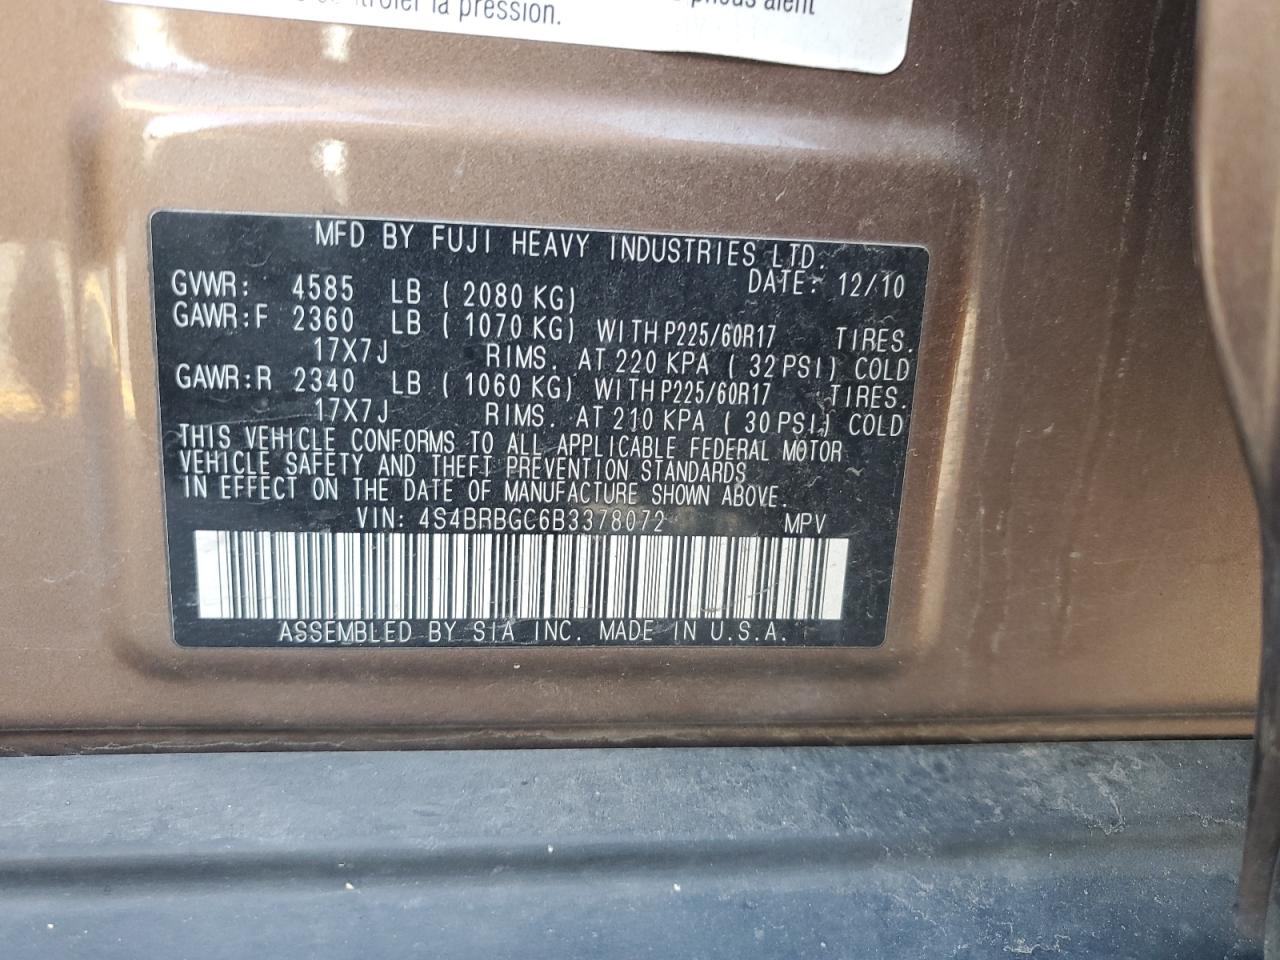 la pression.
MFD BY FUJI HEAVY INDUSTRIES LTD.
DATE: 12/10
GVWR: 4585 LB (2080 KG)
GAWR:F 2360 LB (1070 KG) WITH P225/60R17 TIRES.
17X7J RIMS. AT 220 KPA (32 PSI) COLD
GAWR:R 2340 LB (1060 KG) WITH P225/60R17 TIRES.
17X7J RIMS. AT 210 KPA (30 PSI) COLD
THIS VEHICLE CONFORMS TO ALL APPLICABLE FEDERAL MOTOR
VEHICLE SAFETY AND THEFT PREVENTION STANDARDS
IN EFFECT ON THE DATE OF MANUFACTURE SHOWN ABOVE.
VIN: 4S4BRBGC6B3378072 MPV
ASSEMBLED BY SIA INC. MADE IN U.S.A.